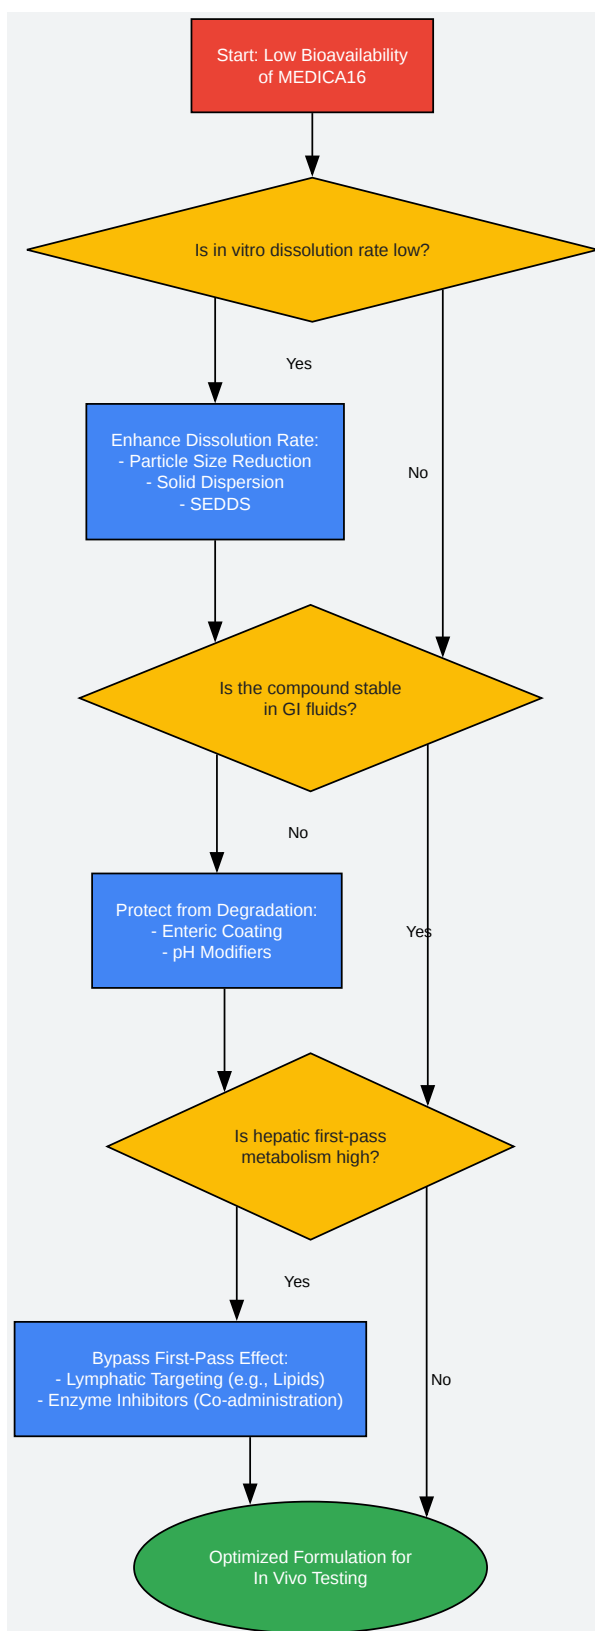 Start: Low Bioavailability
of MEDICA16
Is in vitro dissolution rate low?
Yes
Enhance Dissolution Rate:
- Particle Size Reduction
- Solid Dispersion
- SEDDS
No
Is the compound stable
in GI fluids?
No
Protect from Degradation:
- Enteric Coating
- pH Modifiers
Yes
Is hepatic first-pass
metabolism high?
Yes
Bypass First-Pass Effect:
- Lymphatic Targeting (e.g., Lipids)
- Enzyme Inhibitors (Co-administration)
No
Optimized Formulation for
In Vivo Testing